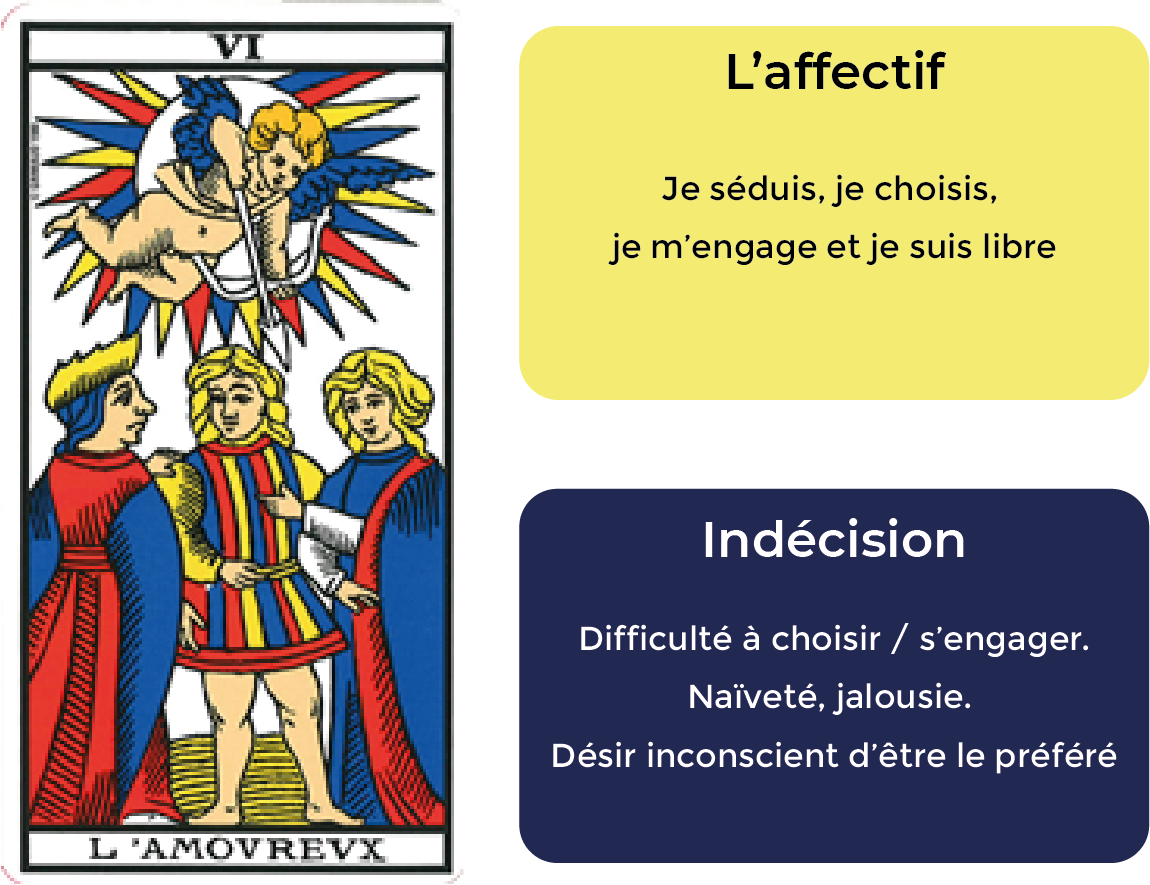 VI
L'AMOVREVX
L’affectif
Je séduis, je choisis,
je m’engage et je suis libre
Indécision
Difficulté à choisir / s’engager.
Naïveté, jalousie.
Désir inconscient d’être le préféré